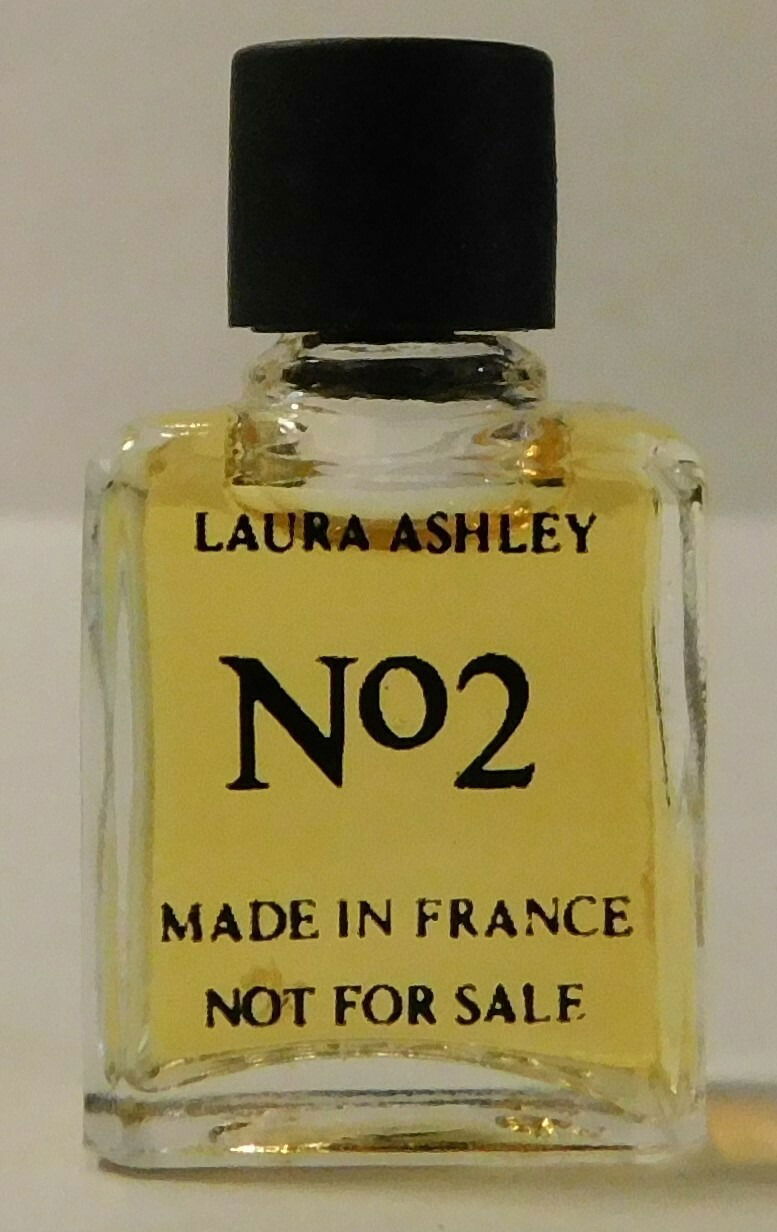 LAURA ASHLEY
Nº2
MADE IN FRANCE
NOT FOR SALE